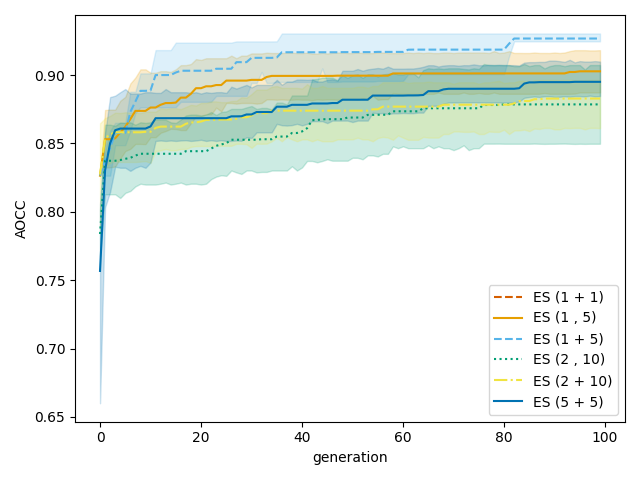 AOCC
0.90
0.85
0.80
0.75
0.70
0.65
0
20
40
60
80
100
generation
ES (1 + 1)
ES (1 , 5)
ES (1 + 5)
ES (2 , 10)
ES (2 + 10)
ES (5 + 5)